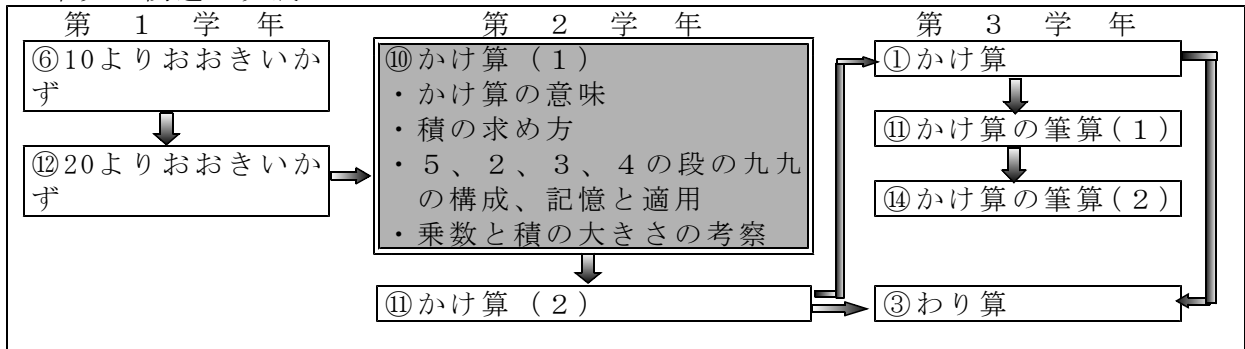 第１学年
⑥10よりおおきいか
ず
⑫20よりおおきいか
ず
第２学年
⑩かけ算（１）
・かけ算の意味
・積の求め方
・５、２、３、４の段の九九
の構成、記憶と適用
・乗数と積の大きさの考察
⑪かけ算（２）
第３学年
①かけ算
⑪かけ算の筆算(１)
⑭かけ算の筆算(２)
③わり算